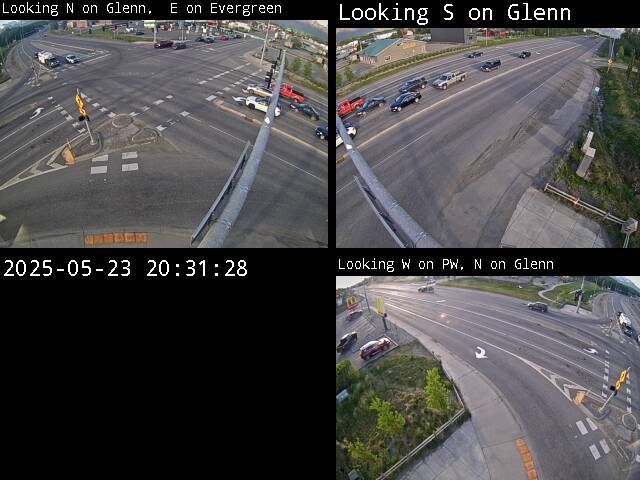 Looking N on Glenn, E on Evergreen
Looking S on Glenn
2025-05-23 20:31:28
Looking W on PW, N on Glenn